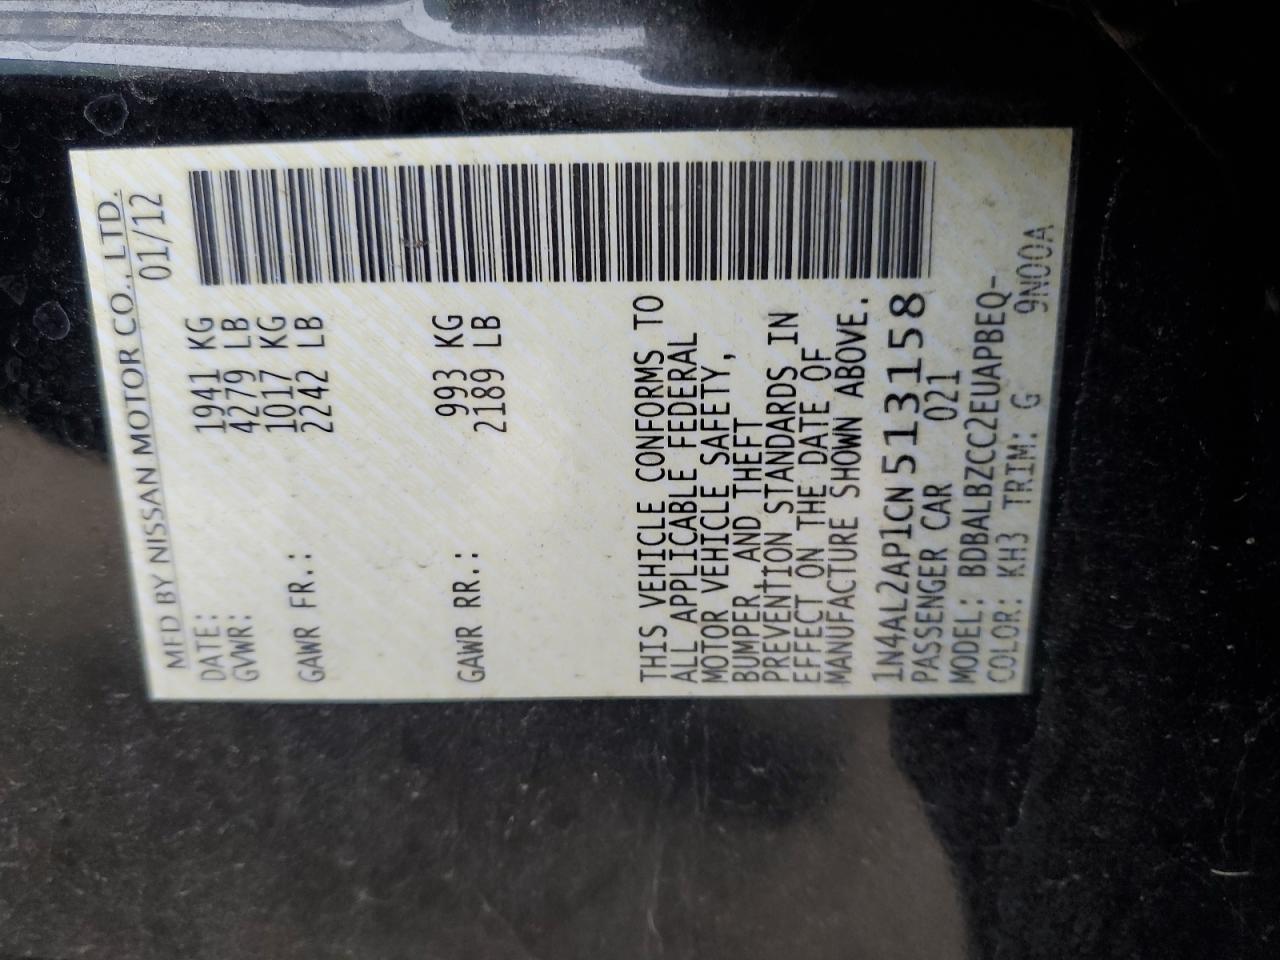 MFD BY NISSAN MOTOR CO., LTD.
DATE: 01/12
GVWR: 1941 KG
4279 LB
GAWR FR.: 1017 KG
2242 LB
GAWR RR.: 993 KG
2189 LB
THIS VEHICLE CONFORMS TO
ALL APPLICABLE FEDERAL
MOTOR VEHICLE SAFETY,
BUMPER, AND THEFT
PREVENTION STANDARDS IN
EFFECT ON THE DATE OF
MANUFACTURE SHOWN ABOVE.
1N4AL2AP1CN513158
PASSENGER CAR 021
MODEL: BDBALBZCC2EUAPBEQ-
COLOR: KH3 TRIM: G 9N00A